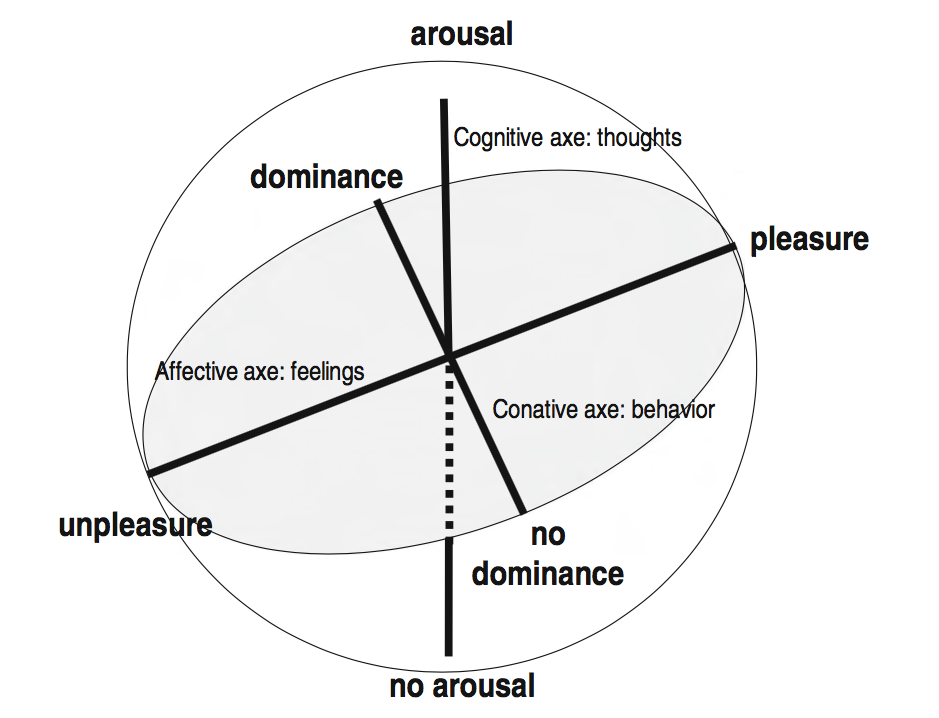 arousal
Cognitive axe: thoughts
dominance
pleasure
Affective axe: feelings
Conative axe: behavior
unpleasure
no
dominance
no arousal